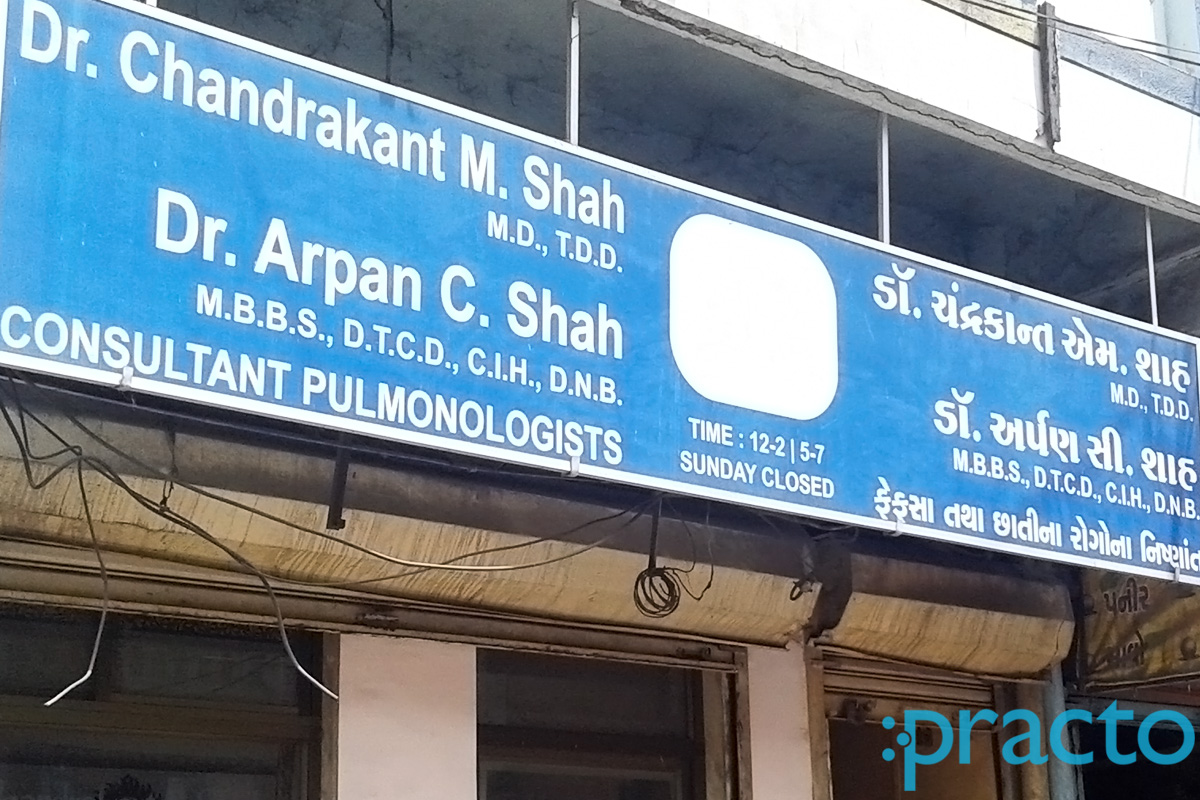 Dr. Chandrakant M. Shah
M.D., T.D.D.
Dr. Arpan C. Shah
M.B.B.S., D.T.C.D., C.I.H., D.N.B.
CONSULTANT PULMONOLOGISTS
TIME : 12-2 | 5-7
SUNDAY CLOSED
ડૉ. ચંદ્રકાન્ત એમ. શાહ
M.D., T.D.D.
ડૉ. અર્પણ સી. શાહ
M.B.B.S., D.T.C.D., C.I.H., D.N.B.
ફેફસા તથા છાતીના રોગોના નિષ્ણાંત
પનીર
practo